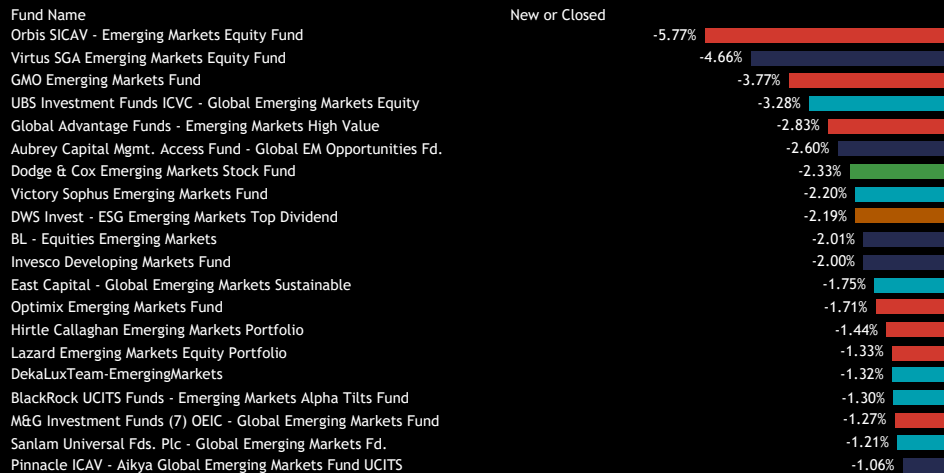 Fund Name New or Closed
Orbis SICAV - Emerging Markets Equity Fund -5.77%
Virtus SGA Emerging Markets Equity Fund -4.66%
GMO Emerging Markets Fund -3.77%
UBS Investment Funds ICVC - Global Emerging Markets Equity -3.28%
Global Advantage Funds - Emerging Markets High Value -2.83%
Aubrey Capital Mgmt. Access Fund - Global EM Opportunities Fd. -2.60%
Dodge & Cox Emerging Markets Stock Fund -2.33%
Victory Sophus Emerging Markets Fund -2.20%
DWS Invest - ESG Emerging Markets Top Dividend -2.19%
BL - Equities Emerging Markets -2.01%
Invesco Developing Markets Fund -2.00%
East Capital - Global Emerging Markets Sustainable -1.75%
Optimix Emerging Markets Fund -1.71%
Hirtle Callaghan Emerging Markets Portfolio -1.44%
Lazard Emerging Markets Equity Portfolio -1.33%
DekaLuxTeam-EmergingMarkets -1.32%
BlackRock UCITS Funds - Emerging Markets Alpha Tilts Fund -1.30%
M&G Investment Funds (7) OEIC - Global Emerging Markets Fund -1.27%
Sanlam Universal Fds. Plc - Global Emerging Markets Fd. -1.21%
Pinnacle ICAV - Aikya Global Emerging Markets Fund UCITS -1.06%